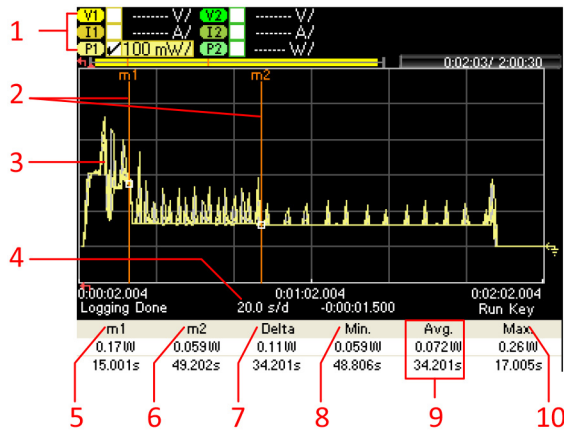 1
V1 ------ V/ V2 ------ V/
I1 ------ A/ I2 ------ A/
P1 100 mW/ P2 ------ W/
0:02:03/ 2:00:30
m1 m2
2
3
4
0:00:02.004 0:01:02.004 0:02:02.004
Logging Done 20.0 s/d -0:00:01.500 Run Key
m1 m2 Delta Min. Avg. Max.
0.17W 0.059W 0.11W 0.059W 0.072W 0.26W
15.001s 49.202s 34.201s 48.806s 34.201s 17.005s
5 6 7 8 9 10